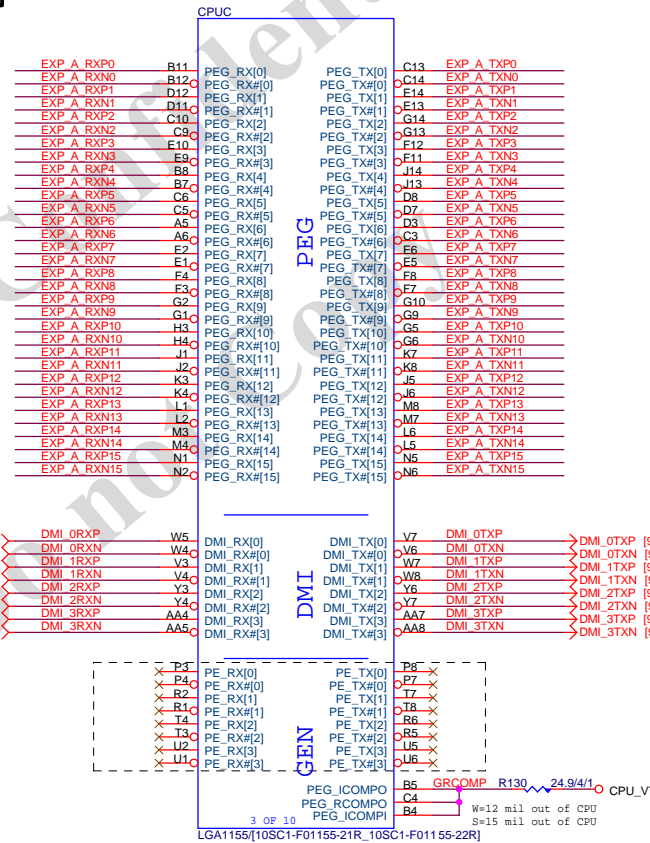 CPUC
EXP_A_RXP0 B11 PEG_RX[0] PEG_TX[0] C13 EXP_A_TXP0
EXP_A_RXN0 B12 PEG_RX#[0] PEG_TX#[0] C14 EXP_A_TXN0
EXP_A_RXP1 D12 PEG_RX[1] PEG_TX[1] E14 EXP_A_TXP1
EXP_A_RXN1 D11 PEG_RX#[1] PEG_TX#[1] E13 EXP_A_TXN1
EXP_A_RXP2 C10 PEG_RX[2] PEG_TX[2] G14 EXP_A_TXP2
EXP_A_RXN2 C9 PEG_RX#[2] PEG_TX#[2] G13 EXP_A_TXN2
EXP_A_RXP3 E10 PEG_RX[3] PEG_TX[3] F12 EXP_A_TXP3
EXP_A_RXN3 E9 PEG_RX#[3] PEG_TX#[3] F11 EXP_A_TXN3
EXP_A_RXP4 B8 PEG_RX[4] PEG_TX[4] J14 EXP_A_TXP4
EXP_A_RXN4 B7 PEG_RX#[4] PEG_TX#[4] J13 EXP_A_TXN4
EXP_A_RXP5 C6 PEG_RX[5] PEG_TX[5] D8 EXP_A_TXP5
EXP_A_RXN5 C5 PEG_RX#[5] PEG_TX#[5] D7 EXP_A_TXN5
EXP_A_RXP6 A5 PEG_RX[6] PEG_TX[6] D3 EXP_A_TXP6
EXP_A_RXN6 A6 PEG_RX#[6] PEG_TX#[6] C3 EXP_A_TXN6
EXP_A_RXP7 E2 PEG_RX[7] PEG_TX[7] E6 EXP_A_TXP7
EXP_A_RXN7 E1 PEG_RX#[7] PEG_TX#[7] E5 EXP_A_TXN7
EXP_A_RXP8 F4 PEG_RX[8] PEG_TX[8] F8 EXP_A_TXP8
EXP_A_RXN8 F3 PEG_RX#[8] PEG_TX#[8] F7 EXP_A_TXN8
EXP_A_RXP9 G2 PEG_RX[9] PEG_TX[9] G10 EXP_A_TXP9
EXP_A_RXN9 G1 PEG_RX#[9] PEG_TX#[9] G9 EXP_A_TXN9
EXP_A_RXP10 H3 PEG_RX[10] PEG_TX[10] G5 EXP_A_TXP10
EXP_A_RXN10 H4 PEG_RX#[10] PEG_TX#[10] G6 EXP_A_TXN10
EXP_A_RXP11 J1 PEG_RX[11] PEG_TX[11] K7 EXP_A_TXP11
EXP_A_RXN11 J2 PEG_RX#[11] PEG_TX#[11] K8 EXP_A_TXN11
EXP_A_RXP12 K3 PEG_RX[12] PEG_TX[12] J5 EXP_A_TXP12
EXP_A_RXN12 K4 PEG_RX#[12] PEG_TX#[12] J6 EXP_A_TXN12
EXP_A_RXP13 L1 PEG_RX[13] PEG_TX[13] M8 EXP_A_TXP13
EXP_A_RXN13 L2 PEG_RX#[13] PEG_TX#[13] M7 EXP_A_TXN13
EXP_A_RXP14 M3 PEG_RX[14] PEG_TX[14] L6 EXP_A_TXP14
EXP_A_RXN14 M4 PEG_RX#[14] PEG_TX#[14] L5 EXP_A_TXN14
EXP_A_RXP15 N1 PEG_RX[15] PEG_TX[15] N5 EXP_A_TXP15
EXP_A_RXN15 N2 PEG_RX#[15] PEG_TX#[15] N6 EXP_A_TXN15
PEG
DMI_0RXP W5 DMI_RX[0] DMI_TX[0] V7 DMI_0TXP DMI_0TXP [9
DMI_0RXN W4 DMI_RX#[0] DMI_TX#[0] V6 DMI_0TXN DMI_0TXN [9
DMI_1RXP V3 DMI_RX[1] DMI_TX[1] W7 DMI_1TXP DMI_1TXP [9
DMI_1RXN V4 DMI_RX#[1] DMI_TX#[1] W8 DMI_1TXN DMI_1TXN [9
DMI_2RXP Y3 DMI_RX[2] DMI_TX[2] Y6 DMI_2TXP DMI_2TXP [9
DMI_2RXN Y4 DMI_RX#[2] DMI_TX#[2] Y7 DMI_2TXN DMI_2TXN [9
DMI_3RXP AA4 DMI_RX[3] DMI_TX[3] AA7 DMI_3TXP DMI_3TXP [9
DMI_3RXN AA5 DMI_RX#[3] DMI_TX#[3] AA8 DMI_3TXN DMI_3TXN [9
DMI
P3 PE_RX[0] PE_TX[0] P8
P4 PE_RX#[0] PE_TX#[0] P7
R2 PE_RX[1] PE_TX[1] T7
R1 PE_RX#[1] PE_TX#[1] T8
T4 PE_RX[2] PE_TX[2] R6
T3 PE_RX#[2] PE_TX#[2] R5
U2 PE_RX[3] PE_TX[3] U5
U1 PE_RX#[3] PE_TX#[3] U6
GEN
PEG_ICOMPO B5 GRCOMP R130 24.9/4/1 CPU_V
PEG_RCOMPO C4
PEG_ICOMPI B4
W=12 mil out of CPU
S=15 mil out of CPU
3 OF 10
LGA1155/[10SC1-F01155-21R_10SC1-F01155-22R]
Confident
o not Copy